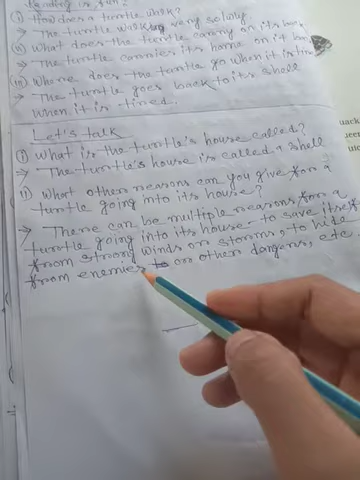 Reading is fun:
(i) How does a turtle walk?
→ The turtle walks very slowly.
(ii) What does the turtle carry on its back
→ The turtle carries its home on it back
(iii) Where does the turtle go when it is tired
→ The turtle goes back to its shell
when it is tired.
Let's talk
(i) What is the turtle's house called?
→ The turtle's house is called a shell
(ii) What other reasons can you give for a
turtle going into its house?
→ There can be multiple reasons for a
turtle going into its house - to save itself
from strong winds or storms, to hide
from enemies or other dangers, etc.